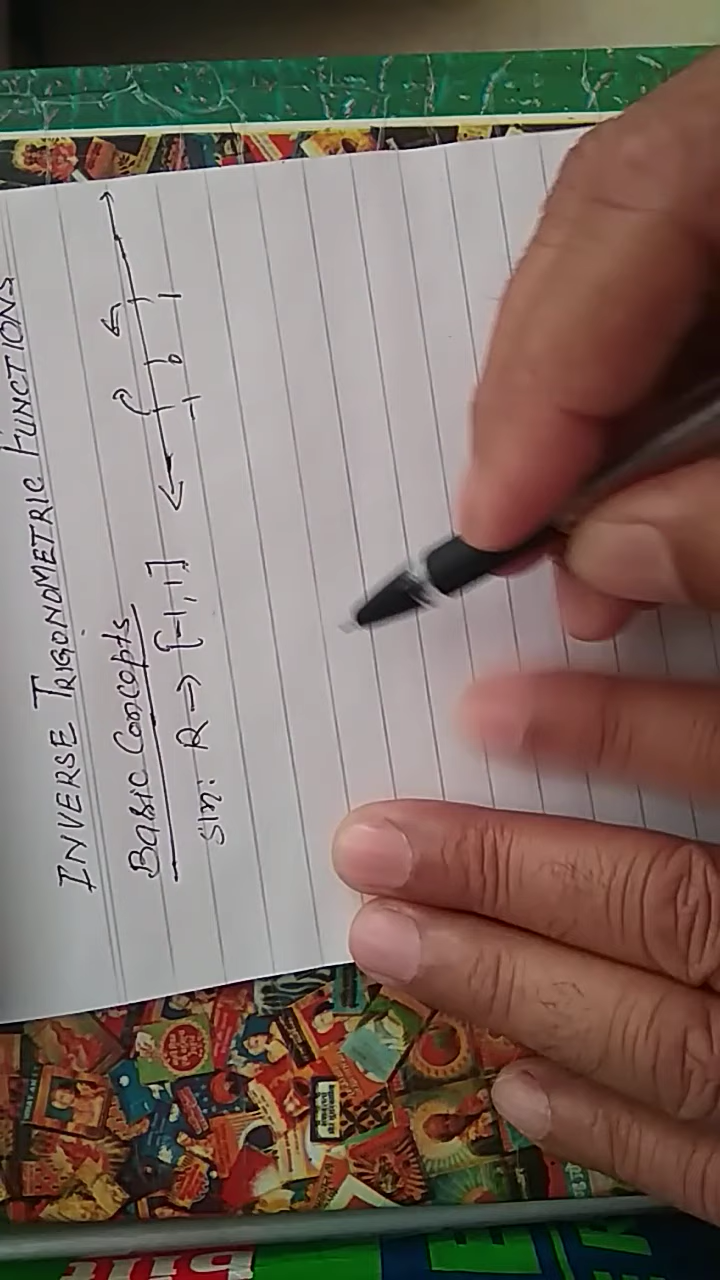 INVERSE TRIGONOMETRIC FUNCTIONS
Basic Concepts
sin: R → [-1, 1]
-1 0 1